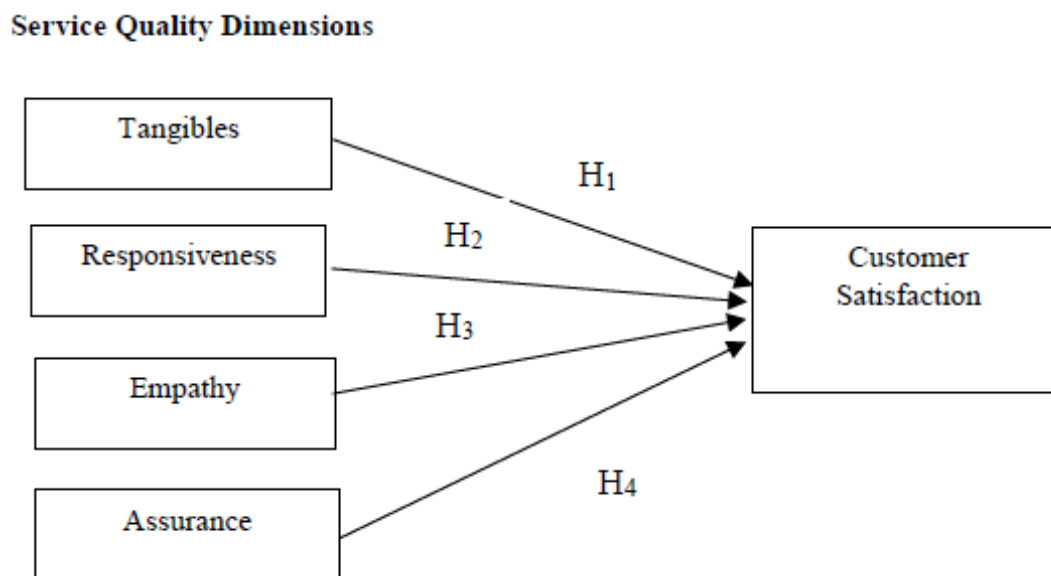 Service Quality Dimensions
Tangibles
H1
Responsiveness
H2
Customer
Satisfaction
H3
Empathy
H4
Assurance